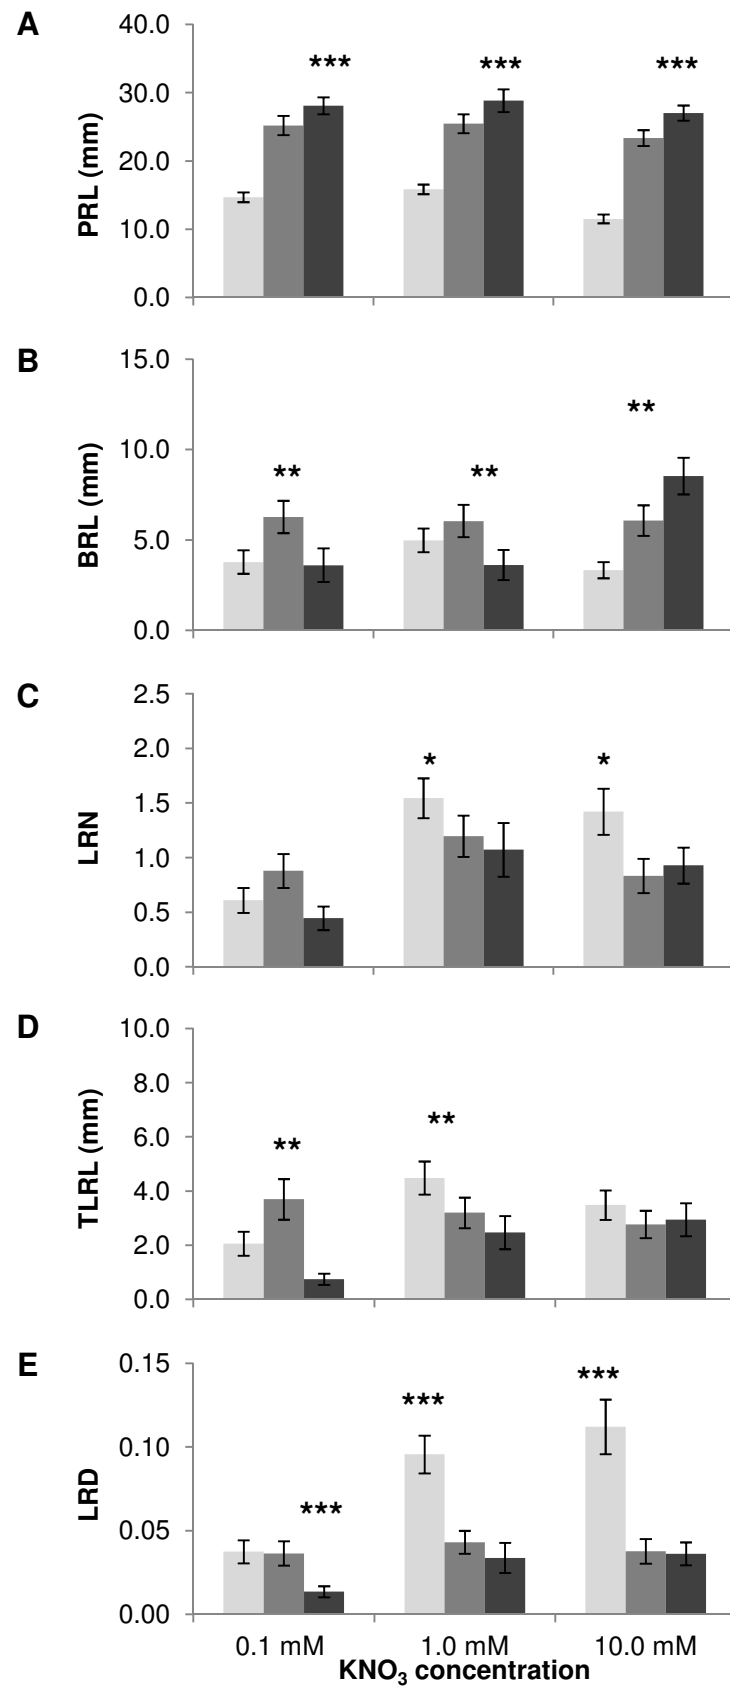 A
PRL (mm)
40.0
30.0
20.0
10.0
0.0
*** *** ***
B
BRL (mm)
15.0
10.0
5.0
0.0
** ** **
C
LRN
2.5
2.0
1.5
1.0
0.5
0.0
* *
D
TLRL (mm)
10.0
8.0
6.0
4.0
2.0
0.0
** **
E
LRD
0.15
0.10
0.05
0.00
*** *** ***
0.1 mM 1.0 mM 10.0 mM
KNO₃ concentration